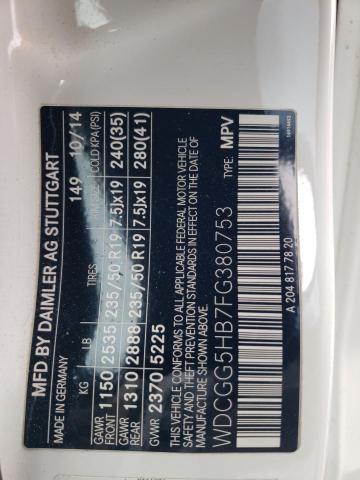 MFD BY DAIMLER AG STUTTGART
MADE IN GERMANY 149 10/14
KG LB TIRES RIM SIZE COLD KPA(PSI)
GAWR 1150 2535 235/50 R19 7.5Jx19 240(35)
FRONT
GAWR 1310 2888 235/50 R19 7.5Jx19 280(41)
REAR
GVWR 2370 5225
THIS VEHICLE CONFORMS TO ALL APPLICABLE FEDERAL MOTOR VEHICLE
SAFETY AND THEFT PREVENTION STANDARDS IN EFFECT ON THE DATE OF
MANUFACTURE SHOWN ABOVE.
WDCGG5HB7FG380753 TYPE: MPV
A 204 817 78 20